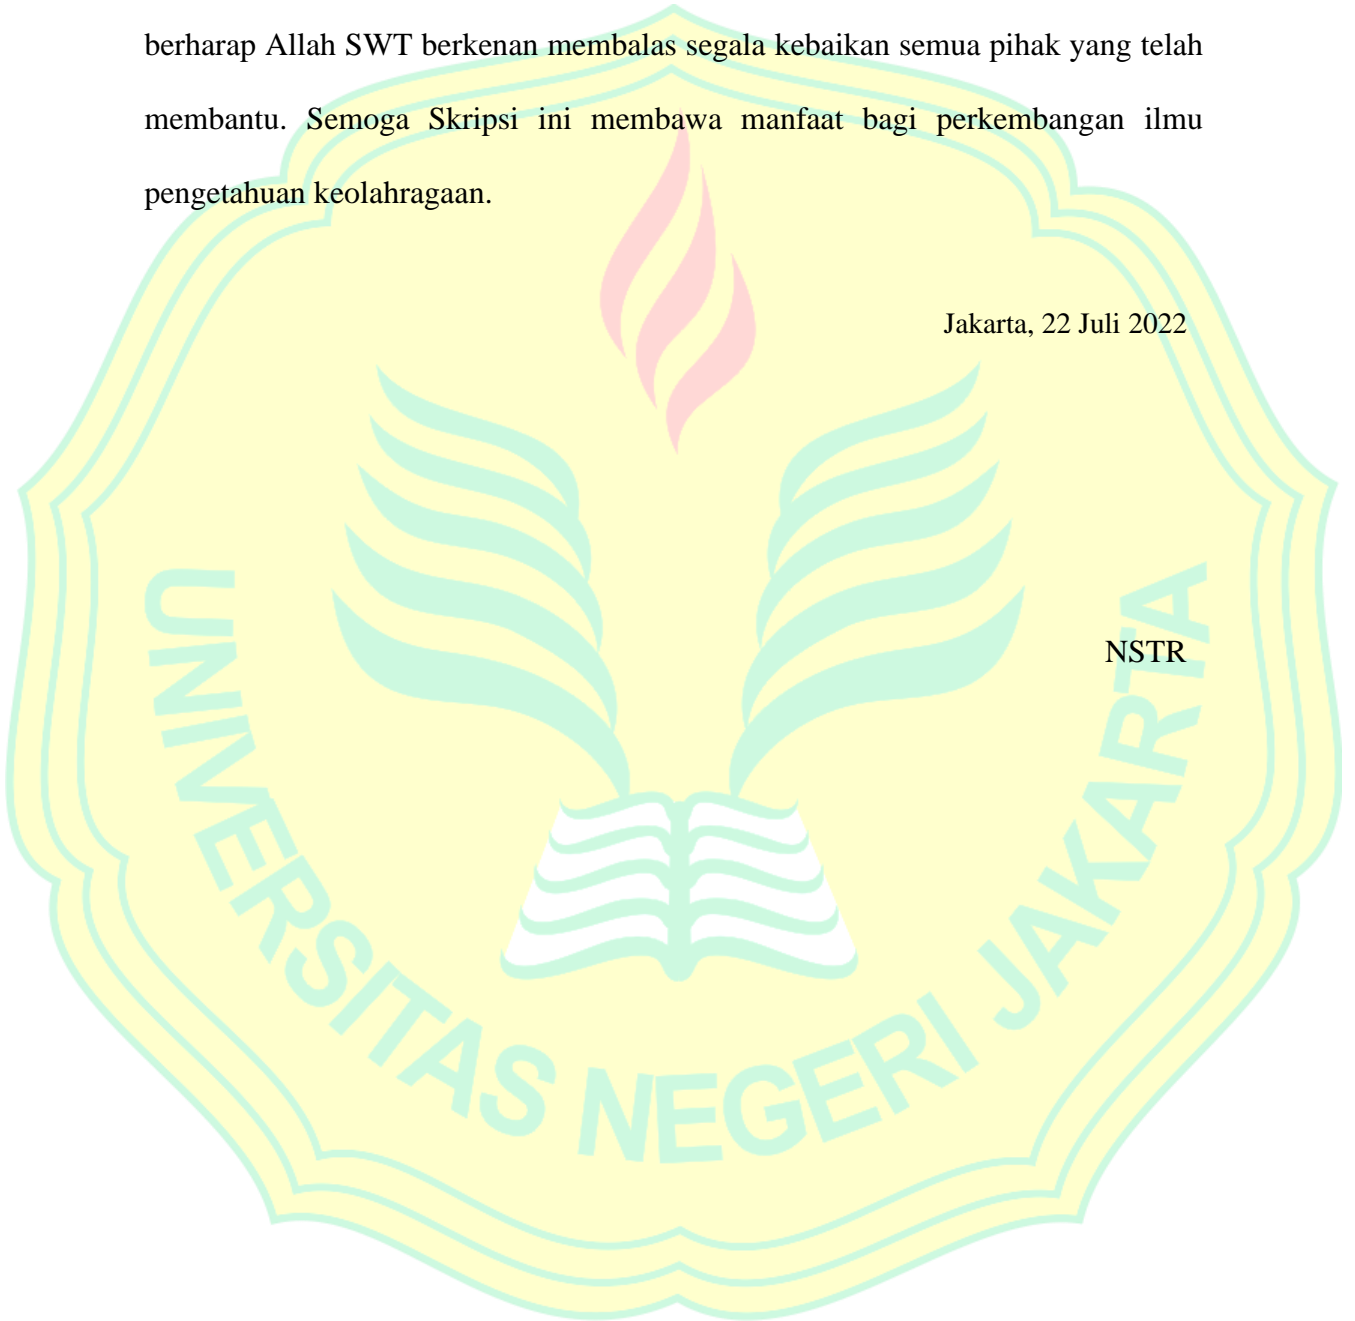 berharap Allah SWT berkenan membalas segala kebaikan semua pihak yang telah
membantu. Semoga Skripsi ini membawa manfaat bagi perkembangan ilmu
pengetahuan keolahragaan.
Jakarta, 22 Juli 2022
NSTR
UNIVERSITAS NEGERI JAKARTA